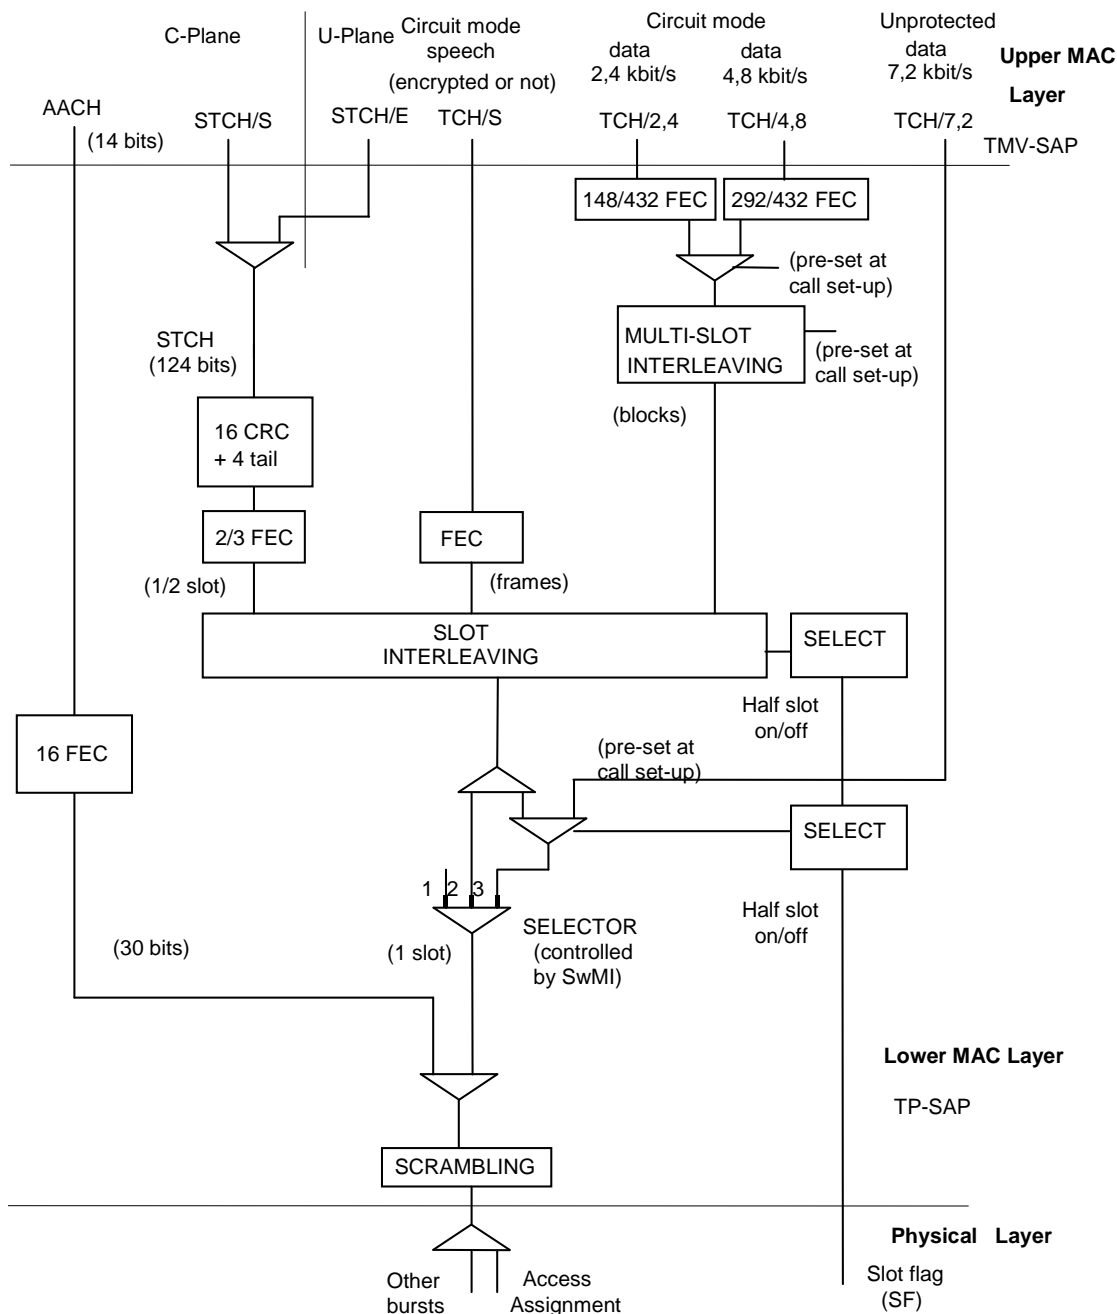 C-Plane
U-Plane
Circuit mode
speech
(encrypted or not)
Circuit mode
data
2,4 kbit/s
data
4,8 kbit/s
Unprotected
data
7,2 kbit/s
Upper MAC
Layer
AACH
(14 bits)
STCH/S
STCH/E
TCH/S
TCH/2,4
TCH/4,8
TCH/7,2
TMV-SAP
148/432 FEC
292/432 FEC
(pre-set at
call set-up)
STCH
(124 bits)
MULTI-SLOT
INTERLEAVING
(pre-set at
call set-up)
(blocks)
16 CRC
+ 4 tail
2/3 FEC
FEC
(1/2 slot)
(frames)
SLOT
INTERLEAVING
SELECT
Half slot
on/off
16 FEC
(pre-set at
call set-up)
SELECT
1 2 3
Half slot
on/off
SELECTOR
(controlled
by SwMI)
(30 bits)
(1 slot)
Lower MAC Layer
TP-SAP
SCRAMBLING
Physical Layer
Other
bursts
Access
Assignment
Slot flag
(SF)